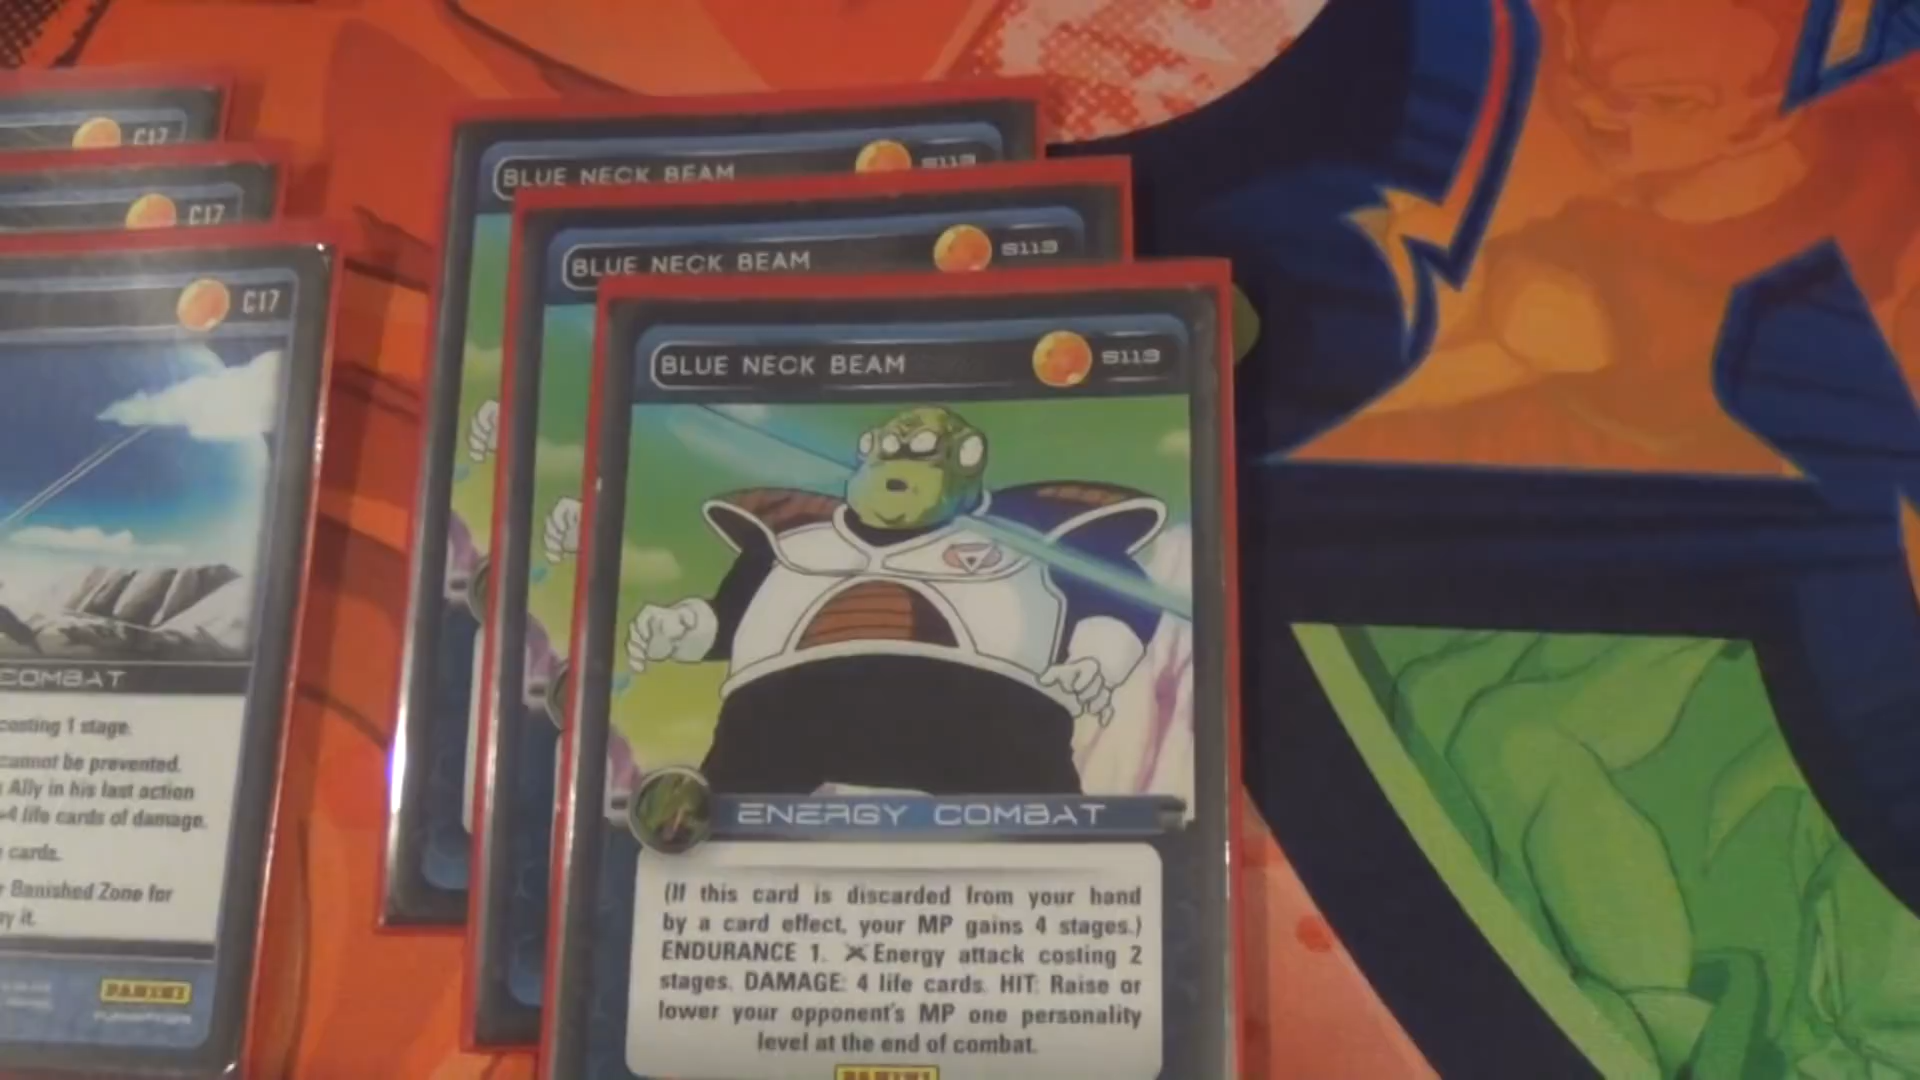 C17
C17
C17
COMBAT
costing 1 stage.
cannot be prevented.
Ally in his last action
+4 life cards of damage.
cards.
Banished Zone for
it.
PANINI
BLUE NECK BEAM S113
BLUE NECK BEAM S113
BLUE NECK BEAM S113
ENERGY COMBAT
(If this card is discarded from your hand
by a card effect, your MP gains 4 stages.)
ENDURANCE 1. Energy attack costing 2
stages. DAMAGE: 4 life cards. HIT: Raise or
lower your opponent's MP one personality
level at the end of combat.
PANINI